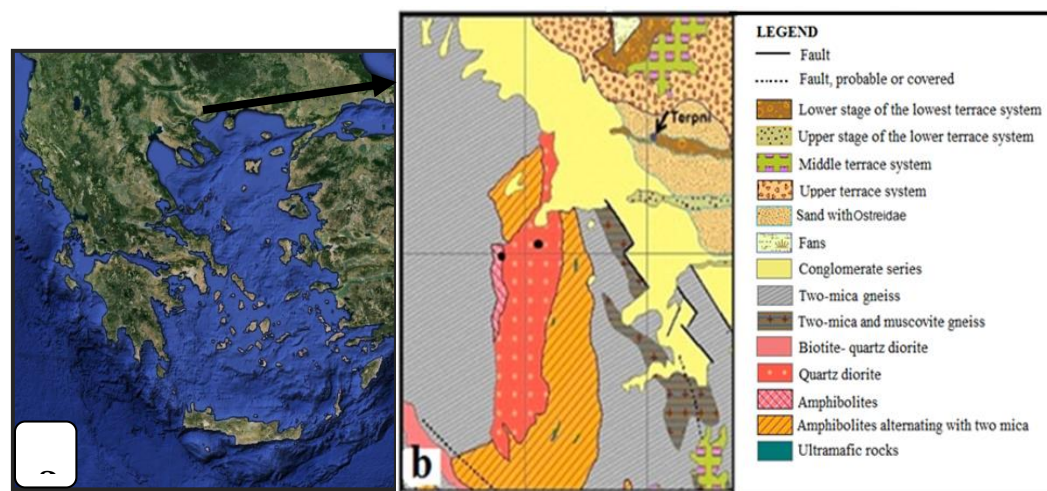 LEGEND
Fault
Fault, probable or covered
Lower stage of the lowest terrace system
Upper stage of the lower terrace system
Middle terrace system
Upper terrace system
Sand with Ostreidae
Fans
Conglomerate series
Two-mica gneiss
Two-mica and muscovite gneiss
Biotite- quartz diorite
Quartz diorite
Amphibolites
Amphibolites alternating with two mica
Ultramafic rocks
Terpni
b